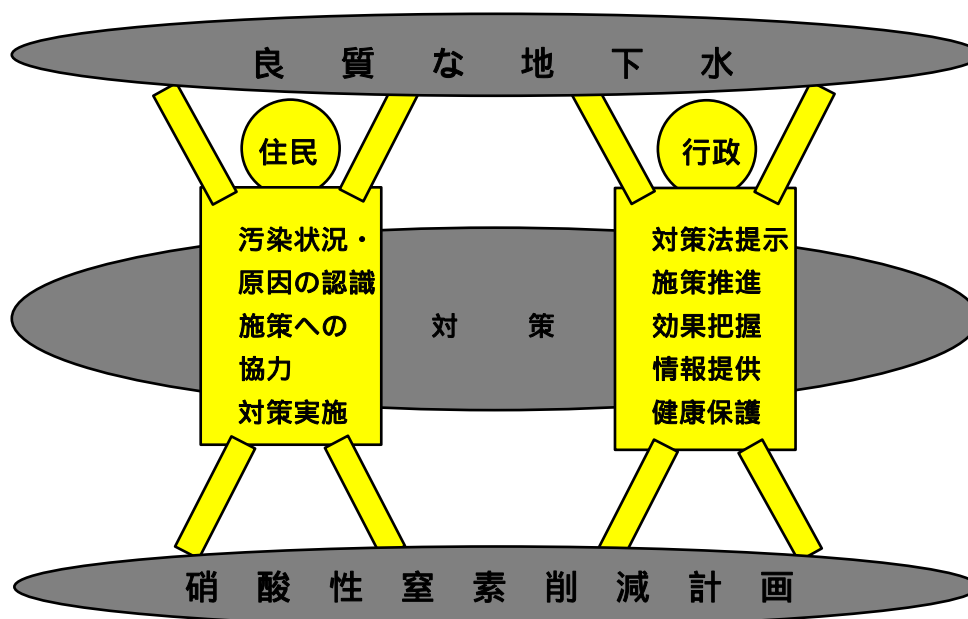 良質な地下水
住民
行政
汚染状況・
原因の認識
施策への
協力
対策実施
対策
対策法提示
施策推進
効果把握
情報提供
健康保護
硝酸性窒素削減計画